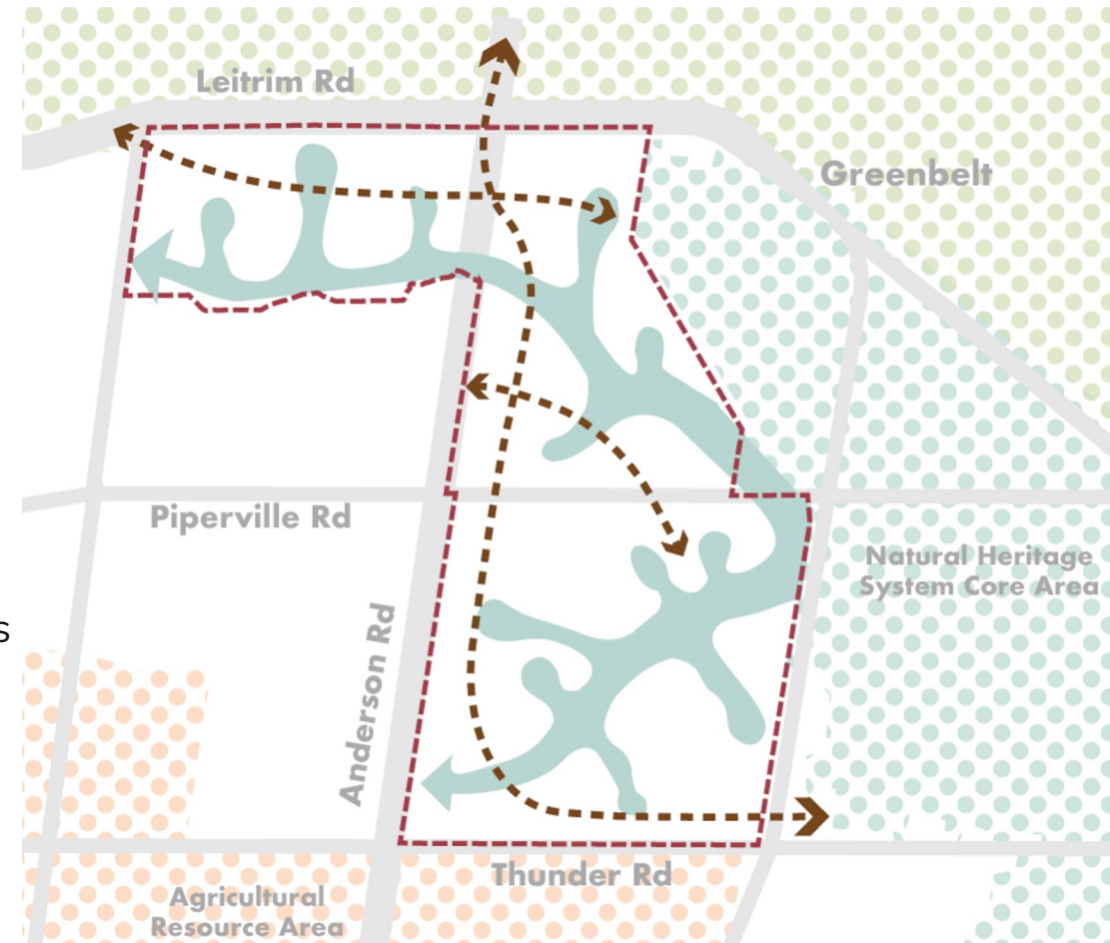 Leitrim Rd
Greenbelt
Piperville Rd
Natural Heritage
System Core Area
s
Anderson Rd
Thunder Rd
Agricultural
Resource Area